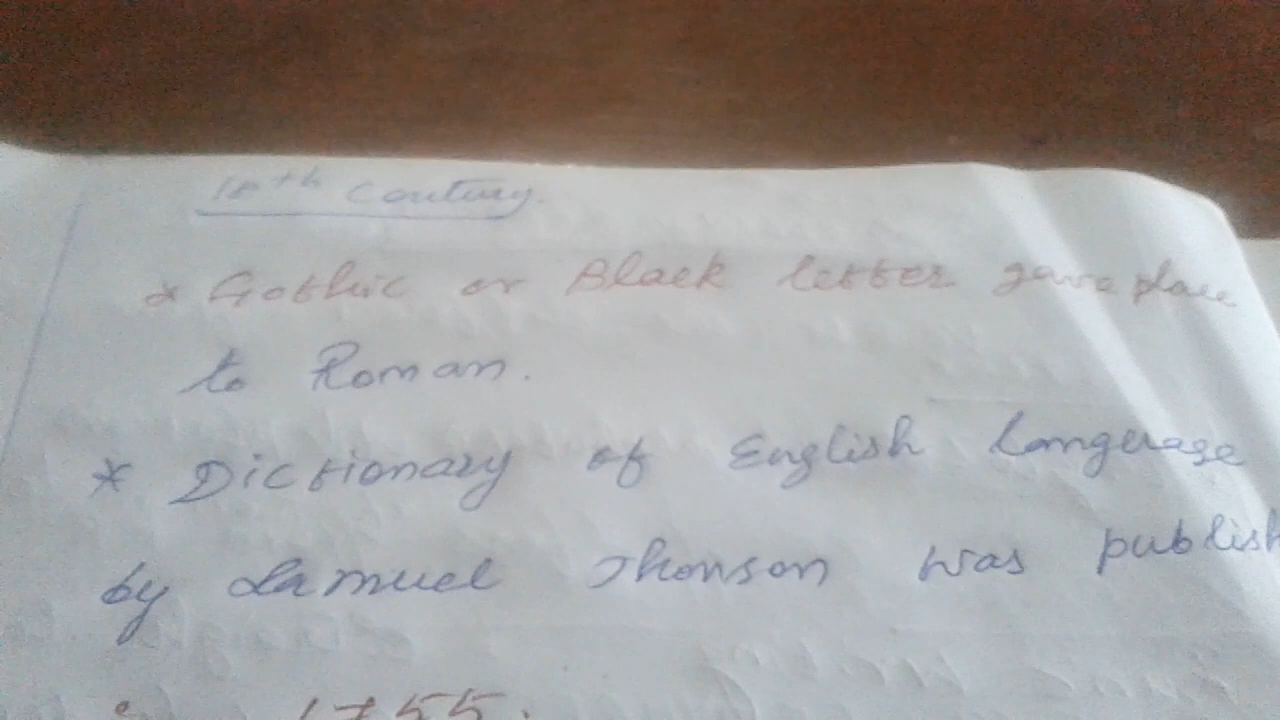 18th Century.
* Gothic or Black letter gave place
to Roman.
* Dictionary of English Language
by Samuel Jhonson was publish
in 1755.